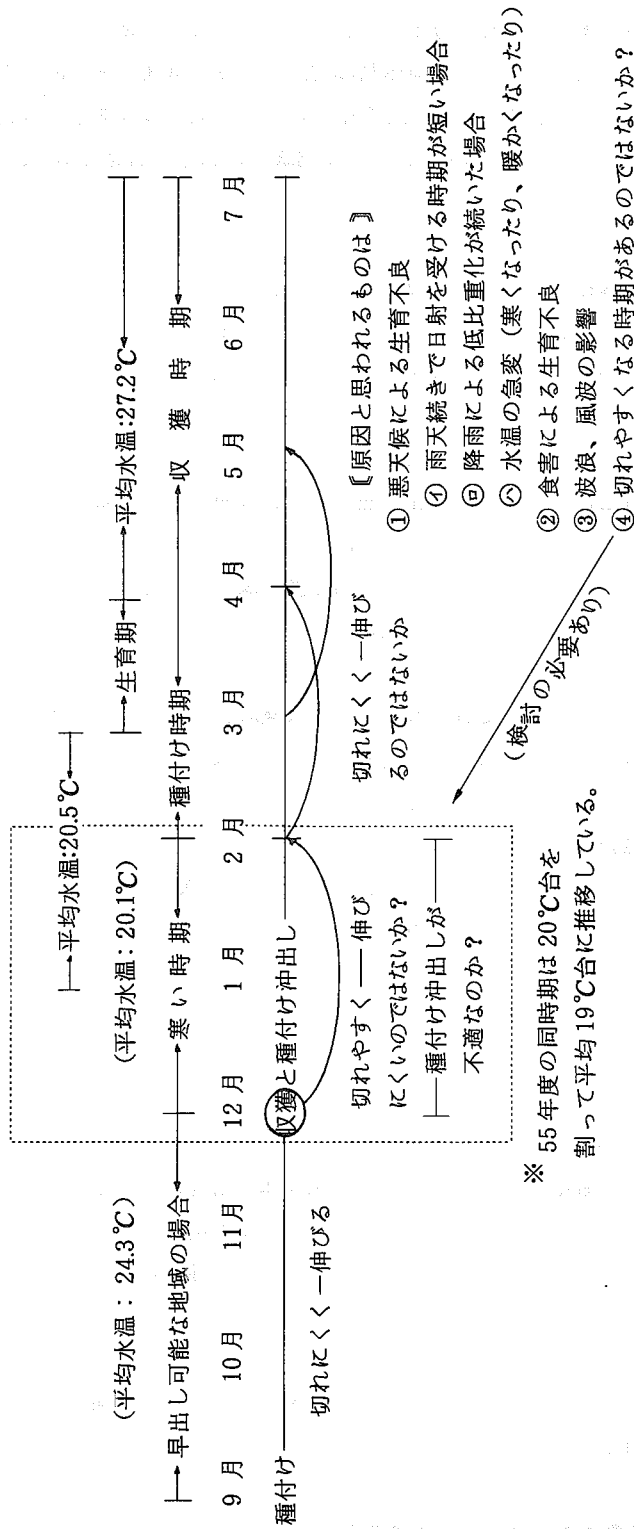 平均水温:20.5℃
生育期
平均水温:27.2℃
(平均水温: 24.3℃)
(平均水温:20.1℃)
早出し可能な地域の場合
寒い時期
種付け時期
収獲時期
9月
10月
11月
12月
1月
2月
3月
4月
5月
6月
7月
種付け
収獲と種付け沖出し
切れにくく―伸びる
切れやすく――伸び
にくいのではないか?
種付け沖出しが
不適なのか?
切れにくく―伸び
るのではないか
〘原因と思われるものは〙
① 悪天候による生育不良
㋑ 雨天続きで日射を受ける時期が短い場合
㋺ 降雨による低比重化が続いた場合
㋩ 水温の急変(寒くなったり、暖かくなったり)
② 食害による生育不良
③ 波浪、風波の影響
④ 切れやすくなる時期があるのではないか?
(検討の必要あり)
※ 55年度の同時期は20℃台を
割って平均19℃台に推移している。